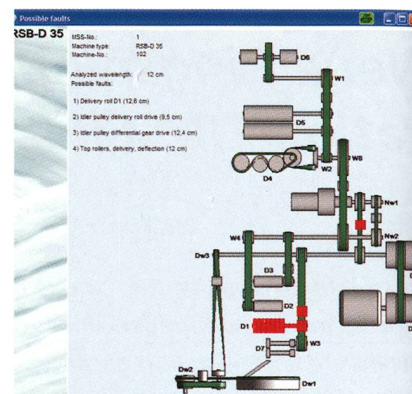 Possible faults
RSB-D 35
MSS-No.: 1
Machine type: RSB-D 35
Machine-No.: 102
Analyzed wavelength: 12 cm
Possible faults:
1) Delivery roll D1 (12,6 cm)
2) Idler pulley delivery roll drive (9,5 cm)
3) Idler pulley differential gear drive (12,4 cm)
4) Top rollers, delivery, deflection (12 cm)
D6
W1
D5
D4
W2
W8
Nw1
W4
Nw2
Dw3
D3
D2
D1
D7
W3
Dw2
Dw1